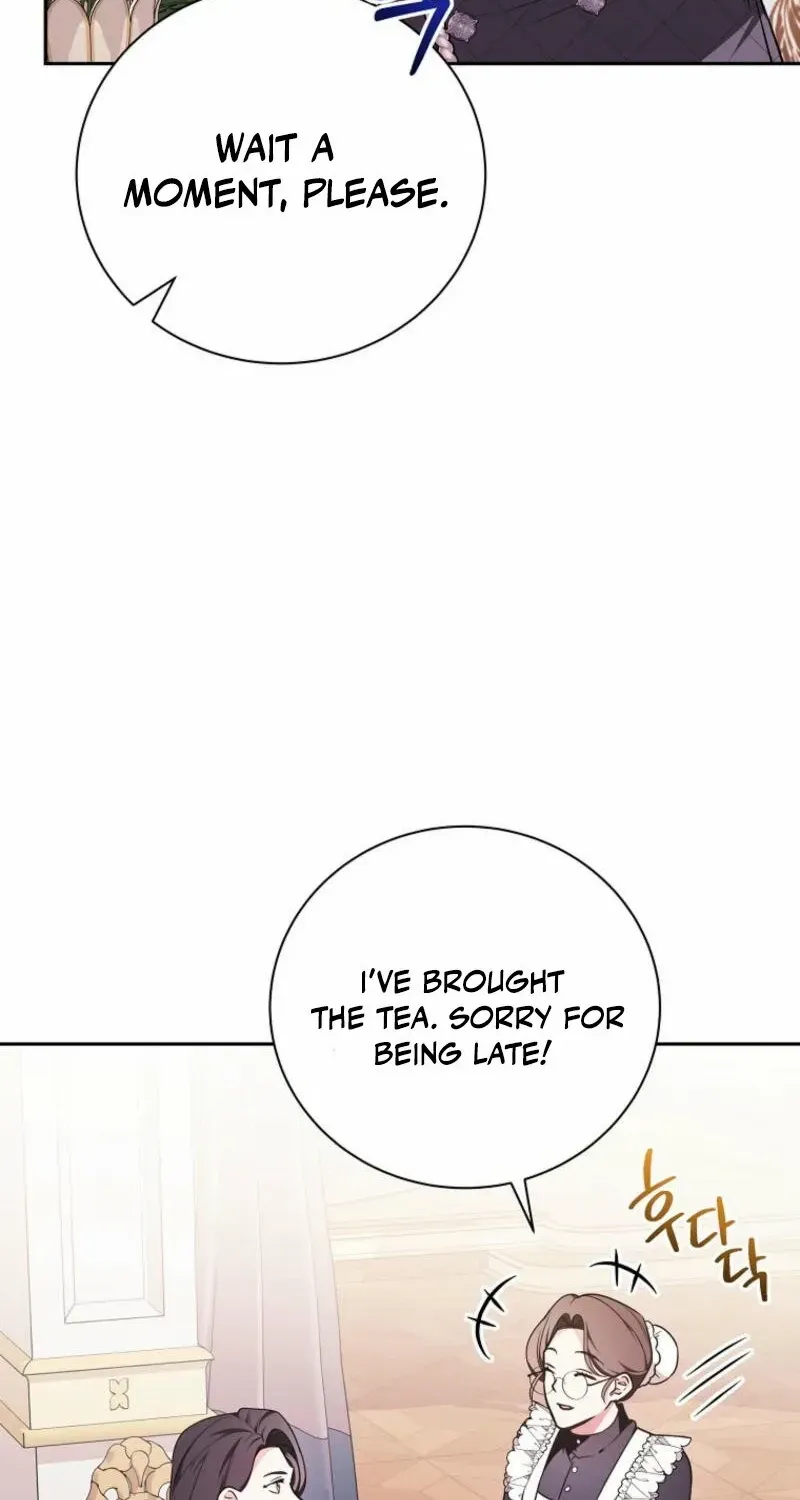 WAIT A
MOMENT, PLEASE.
I'VE BROUGHT
THE TEA. SORRY FOR
BEING LATE!
후다닥